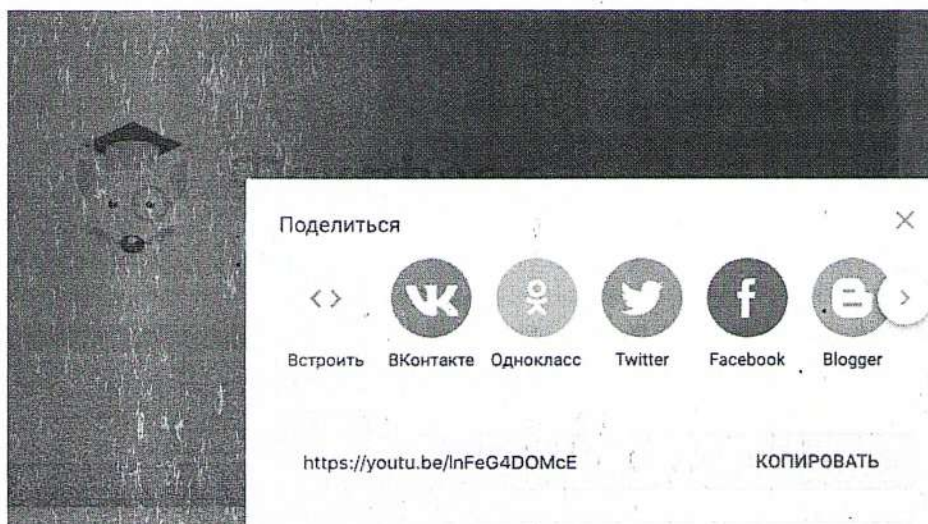 Поделиться
Встроить ВКонтакте Однокласс Twitter Facebook Blogger
https://youtu.be/lnFeG4DOMcE КОПИРОВАТЬ